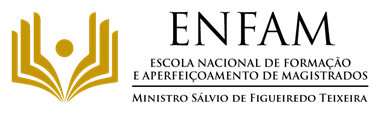 ENFAM
ESCOLA NACIONAL DE FORMAÇÃO
E APERFEIÇOAMENTO DE MAGISTRADOS
MINISTRO SÁLVIO DE FIGUEIREDO TEIXEIRA